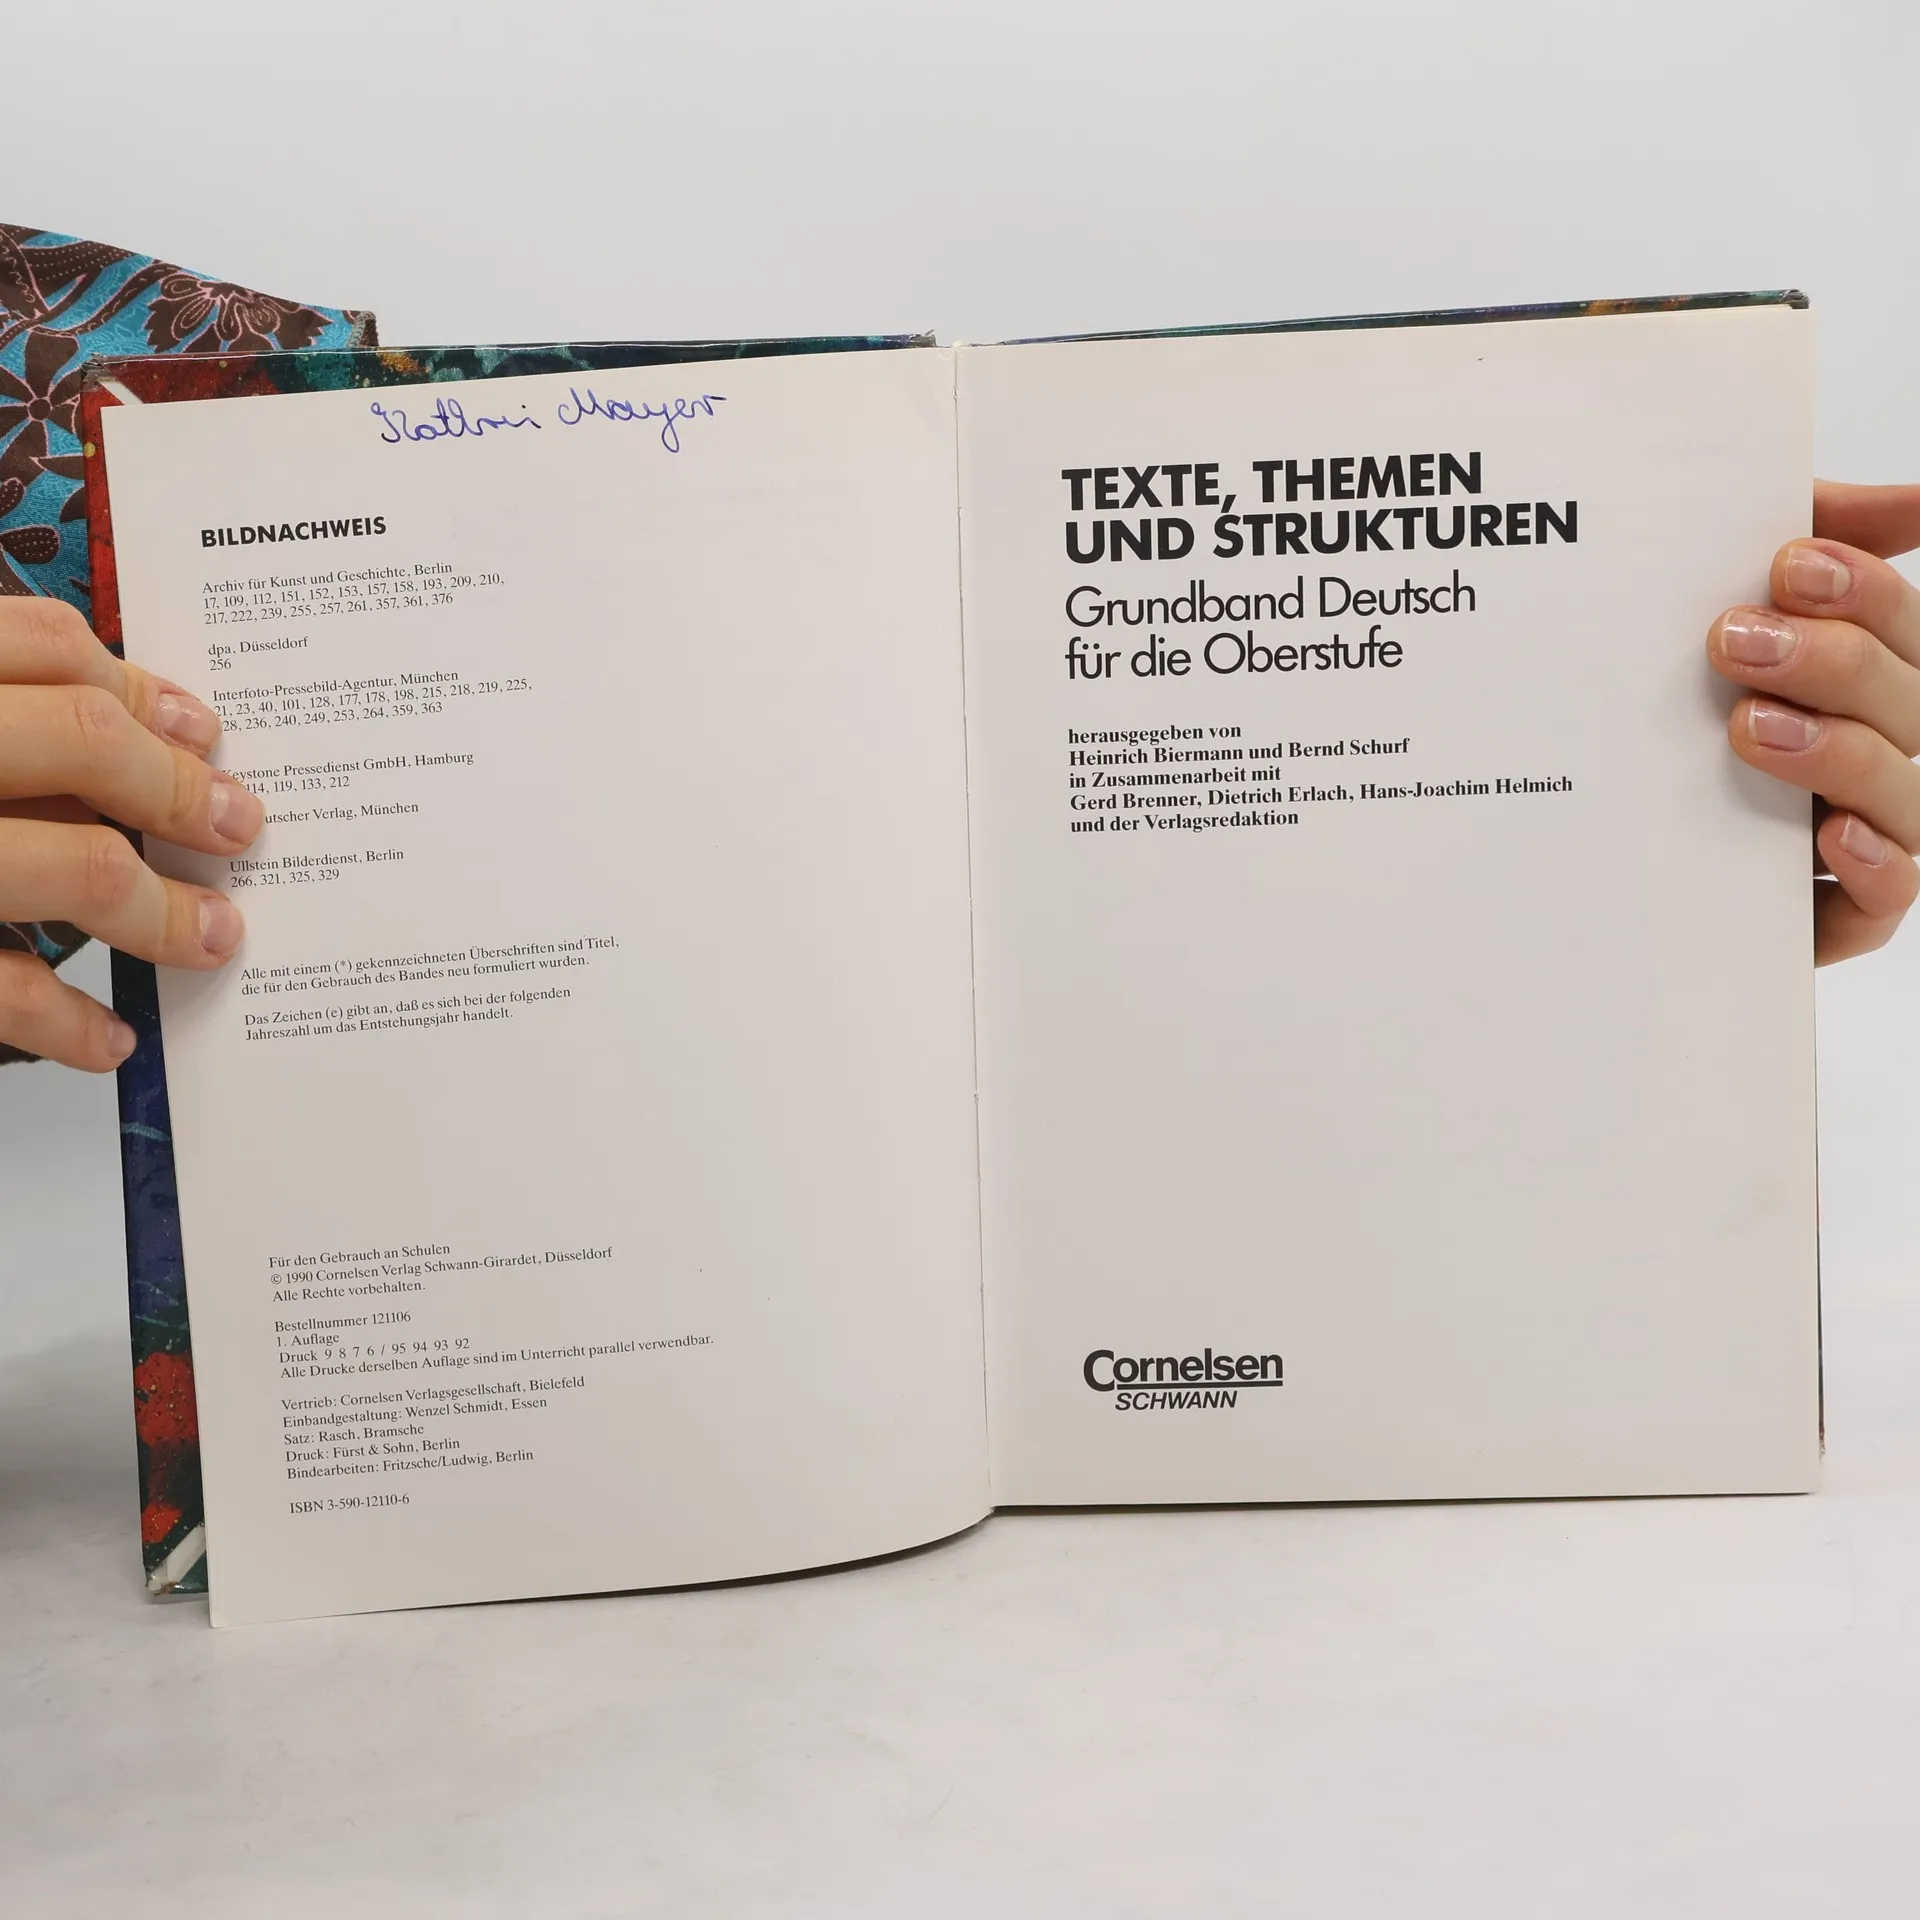 Kathrin Mayer
BILDNACHWEIS
Archiv für Kunst und Geschichte, Berlin
17, 109, 112, 151, 152, 153, 157, 158, 193, 209, 210,
217, 222, 239, 255, 257, 261, 357, 361, 376
dpa, Düsseldorf
256
Interfoto-Pressebild-Agentur, München
21, 23, 40, 101, 128, 177, 178, 198, 215, 218, 219, 225,
28, 236, 240, 249, 253, 264, 359, 363
Keystone Pressedienst GmbH, Hamburg
114, 119, 133, 212
utscher Verlag, München
Ullstein Bilderdienst, Berlin
266, 321, 325, 329
Alle mit einem (*) gekennzeichneten Überschriften sind Titel,
die für den Gebrauch des Bandes neu formuliert wurden.
Das Zeichen (e) gibt an, daß es sich bei der folgenden
Jahreszahl um das Entstehungsjahr handelt.
Für den Gebrauch an Schulen
© 1990 Cornelsen Verlag Schwann-Girardet, Düsseldorf
Alle Rechte vorbehalten.
Bestellnummer 121106
1. Auflage
Druck 9 8 7 6 / 95 94 93 92
Alle Drucke derselben Auflage sind im Unterricht parallel verwendbar.
Vertrieb: Cornelsen Verlagsgesellschaft, Bielefeld
Einbandgestaltung: Wenzel Schmidt, Essen
Satz: Rasch, Bramsche
Druck: Fürst & Sohn, Berlin
Bindearbeiten: Fritzsche/Ludwig, Berlin
ISBN 3-590-12110-6
TEXTE, THEMEN
UND STRUKTUREN
Grundband Deutsch
für die Oberstufe
herausgegeben von
Heinrich Biermann und Bernd Schurf
in Zusammenarbeit mit
Gerd Brenner, Dietrich Erlach, Hans-Joachim Helmich
und der Verlagsredaktion
Cornelsen
SCHWANN